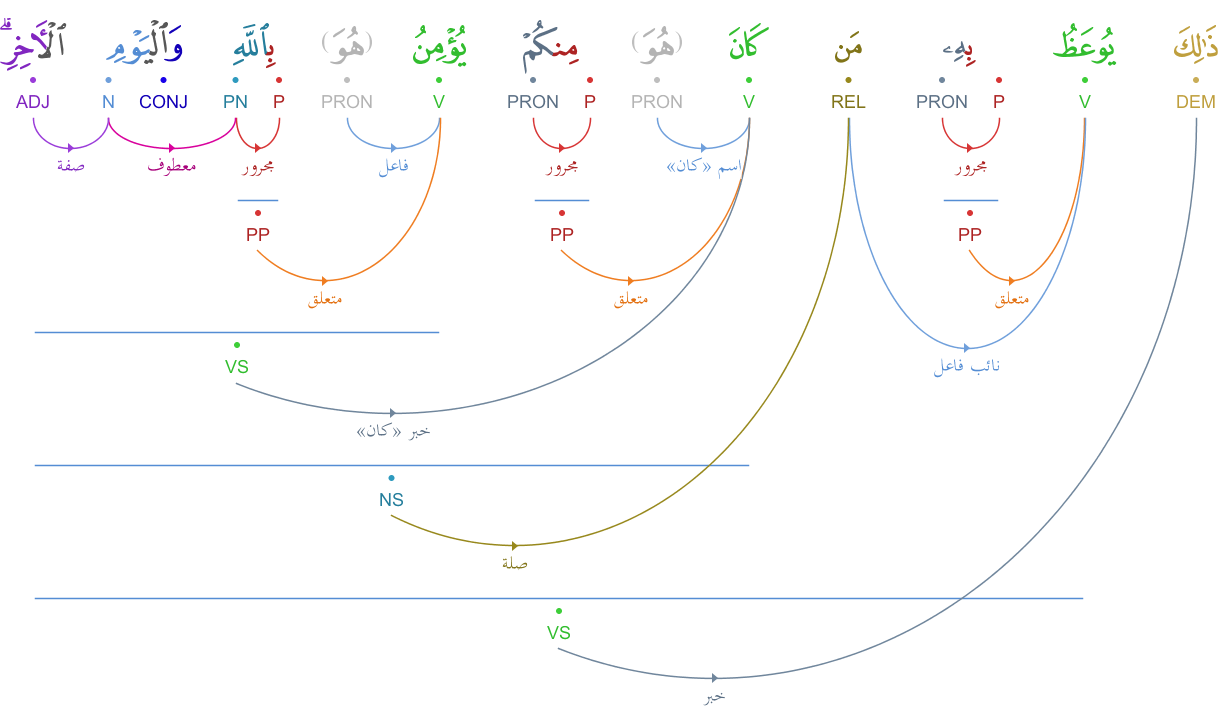 ذَٰلِكَ يُوعَظُ بِهِۦ مَن كَانَ (هُوَ) مِنكُمْ يُؤْمِنُ (هُوَ) بِٱللَّهِ وَٱلْيَوْمِ ٱلْـَٔاخِرِ ۗ
DEM V P PRON REL V PRON P PRON V PRON P PN CONJ N ADJ
مجرور اسم «كان» مجرور فاعل مجرور معطوف صفة
PP PP PP
متعلق متعلق متعلق
VS
نائب فاعل
خبر «كان»
NS
صلة
VS
خبر